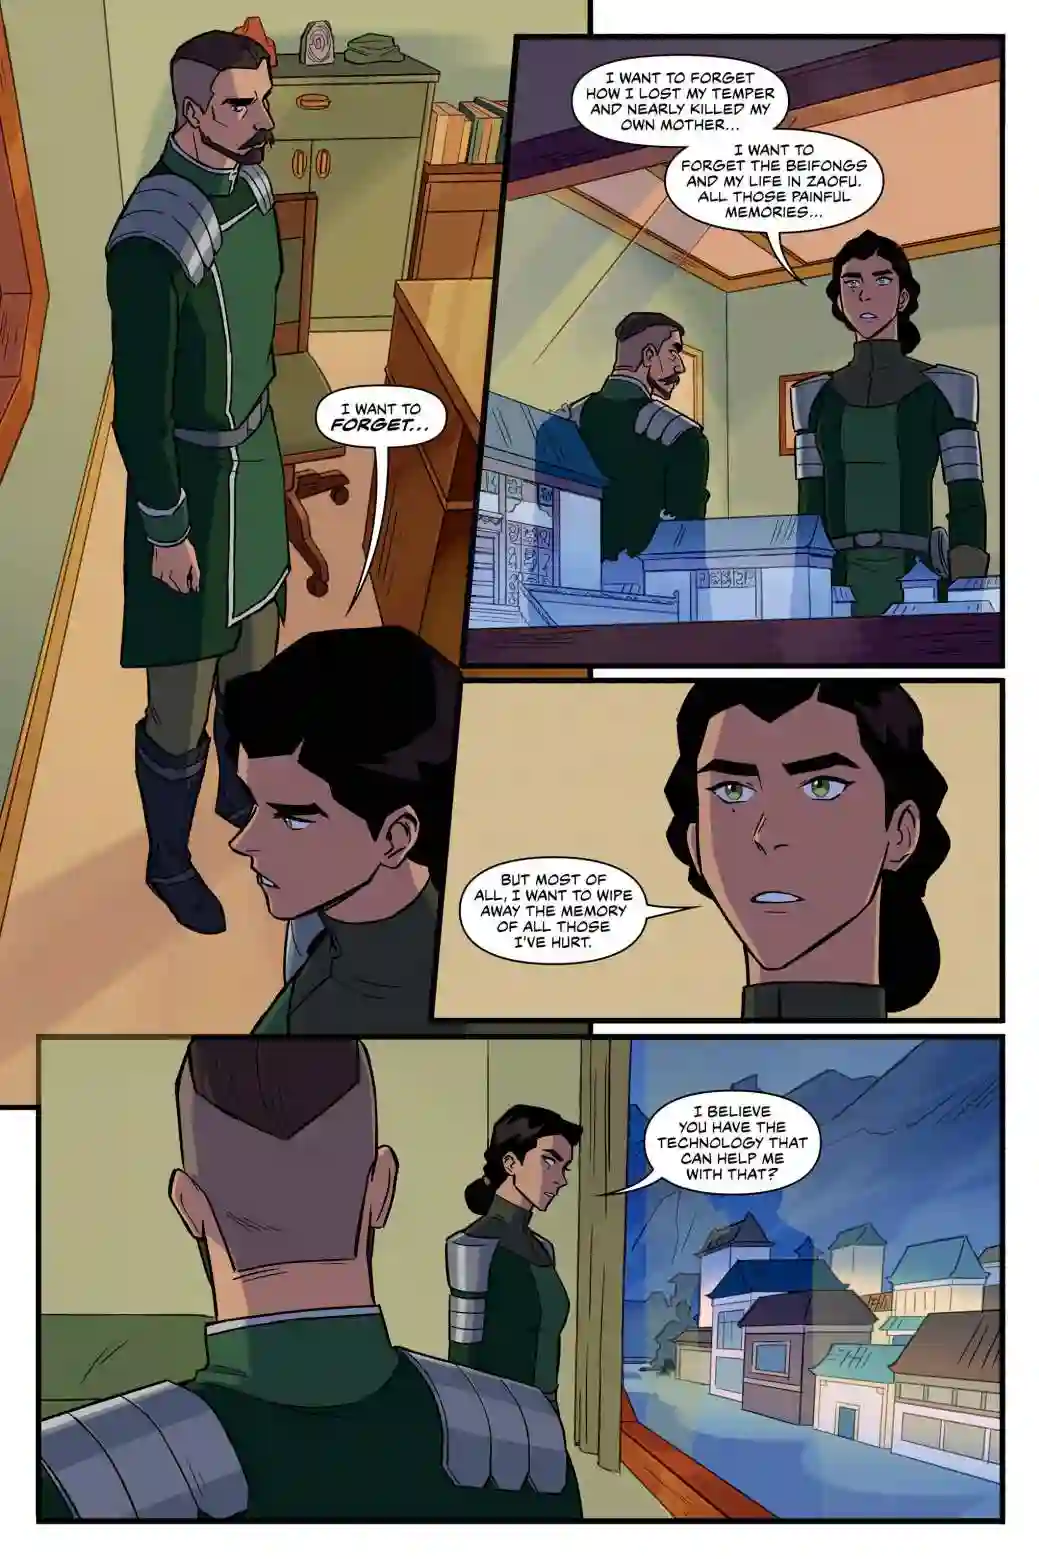 I WANT TO
FORGET...
I WANT TO FORGET
HOW I LOST MY TEMPER
AND NEARLY KILLED MY
OWN MOTHER...
I WANT TO
FORGET THE BEIFONGS
AND MY LIFE IN ZAOFU.
ALL THOSE PAINFUL
MEMORIES...
BUT MOST OF
ALL, I WANT TO WIPE
AWAY THE MEMORY
OF ALL THOSE
I'VE HURT.
I BELIEVE
YOU HAVE THE
TECHNOLOGY THAT
CAN HELP ME
WITH THAT?